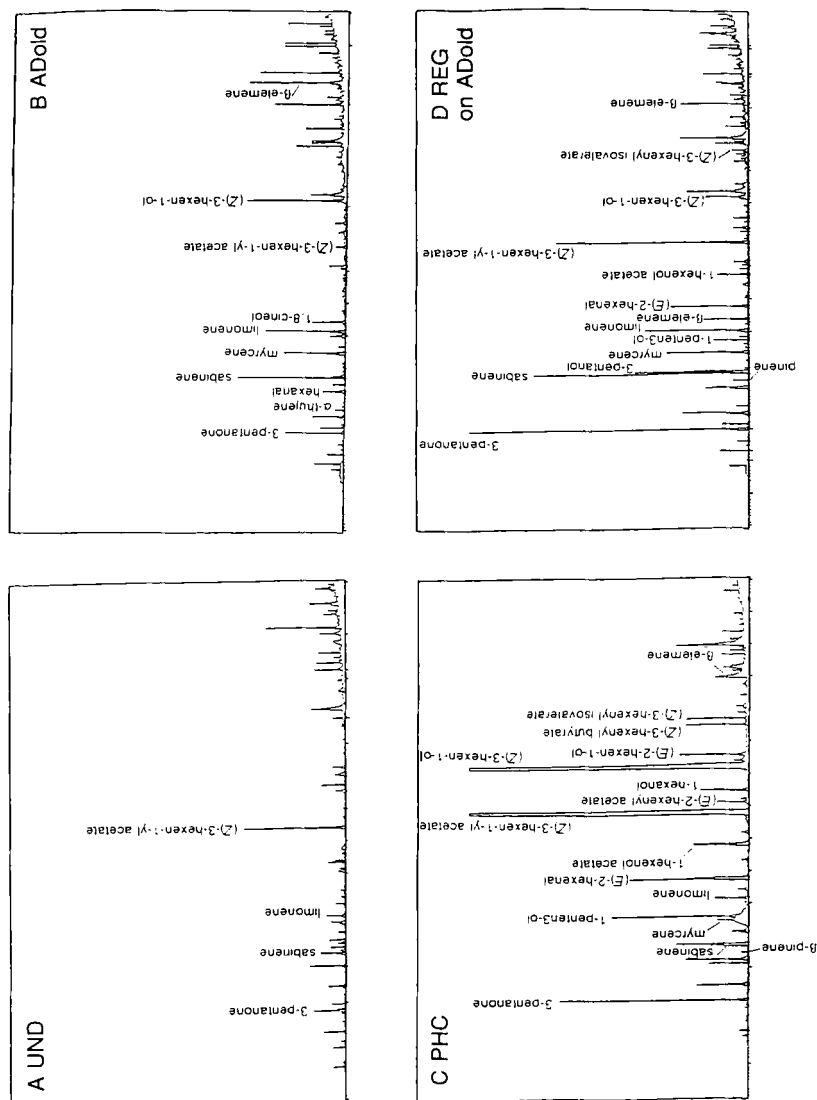 A UND
3-pentanone
sabinene
limonene
(Z)-3-hexen-1-yl acetate
B ADold
3-pentanone
α-thujene
hexanal
sabinene
myrcene
limonene
1,8-cineol
(Z)-3-hexen-1-yl acetate
(Z)-3-hexen-1-ol
β-elemene
C PHC
3-pentanone
β-pinene
sabinene
myrcene
1-penten3-ol
limonene
(E)-2-hexenal
1-hexenol acetate
(Z)-3-hexen-1-yl acetate
(E)-2-hexenyl acetate
1-hexanol
(Z)-3-hexen-1-ol
(E)-2-hexen-1-ol
(Z)-3-hexenyl butyrate
(Z)-3-hexenyl isovalerate
β-elemene
D REG
on ADold
3-pentanone
pinene
sabinene
3-pentanol
myrcene
1-penten3-ol
limonene
β-elemene
(E)-2-hexenal
1-hexenol acetate
(Z)-3-hexen-1-yl acetate
(Z)-3-hexen-1-ol
(Z)-3-hexenyl isovalerate
β-elemene